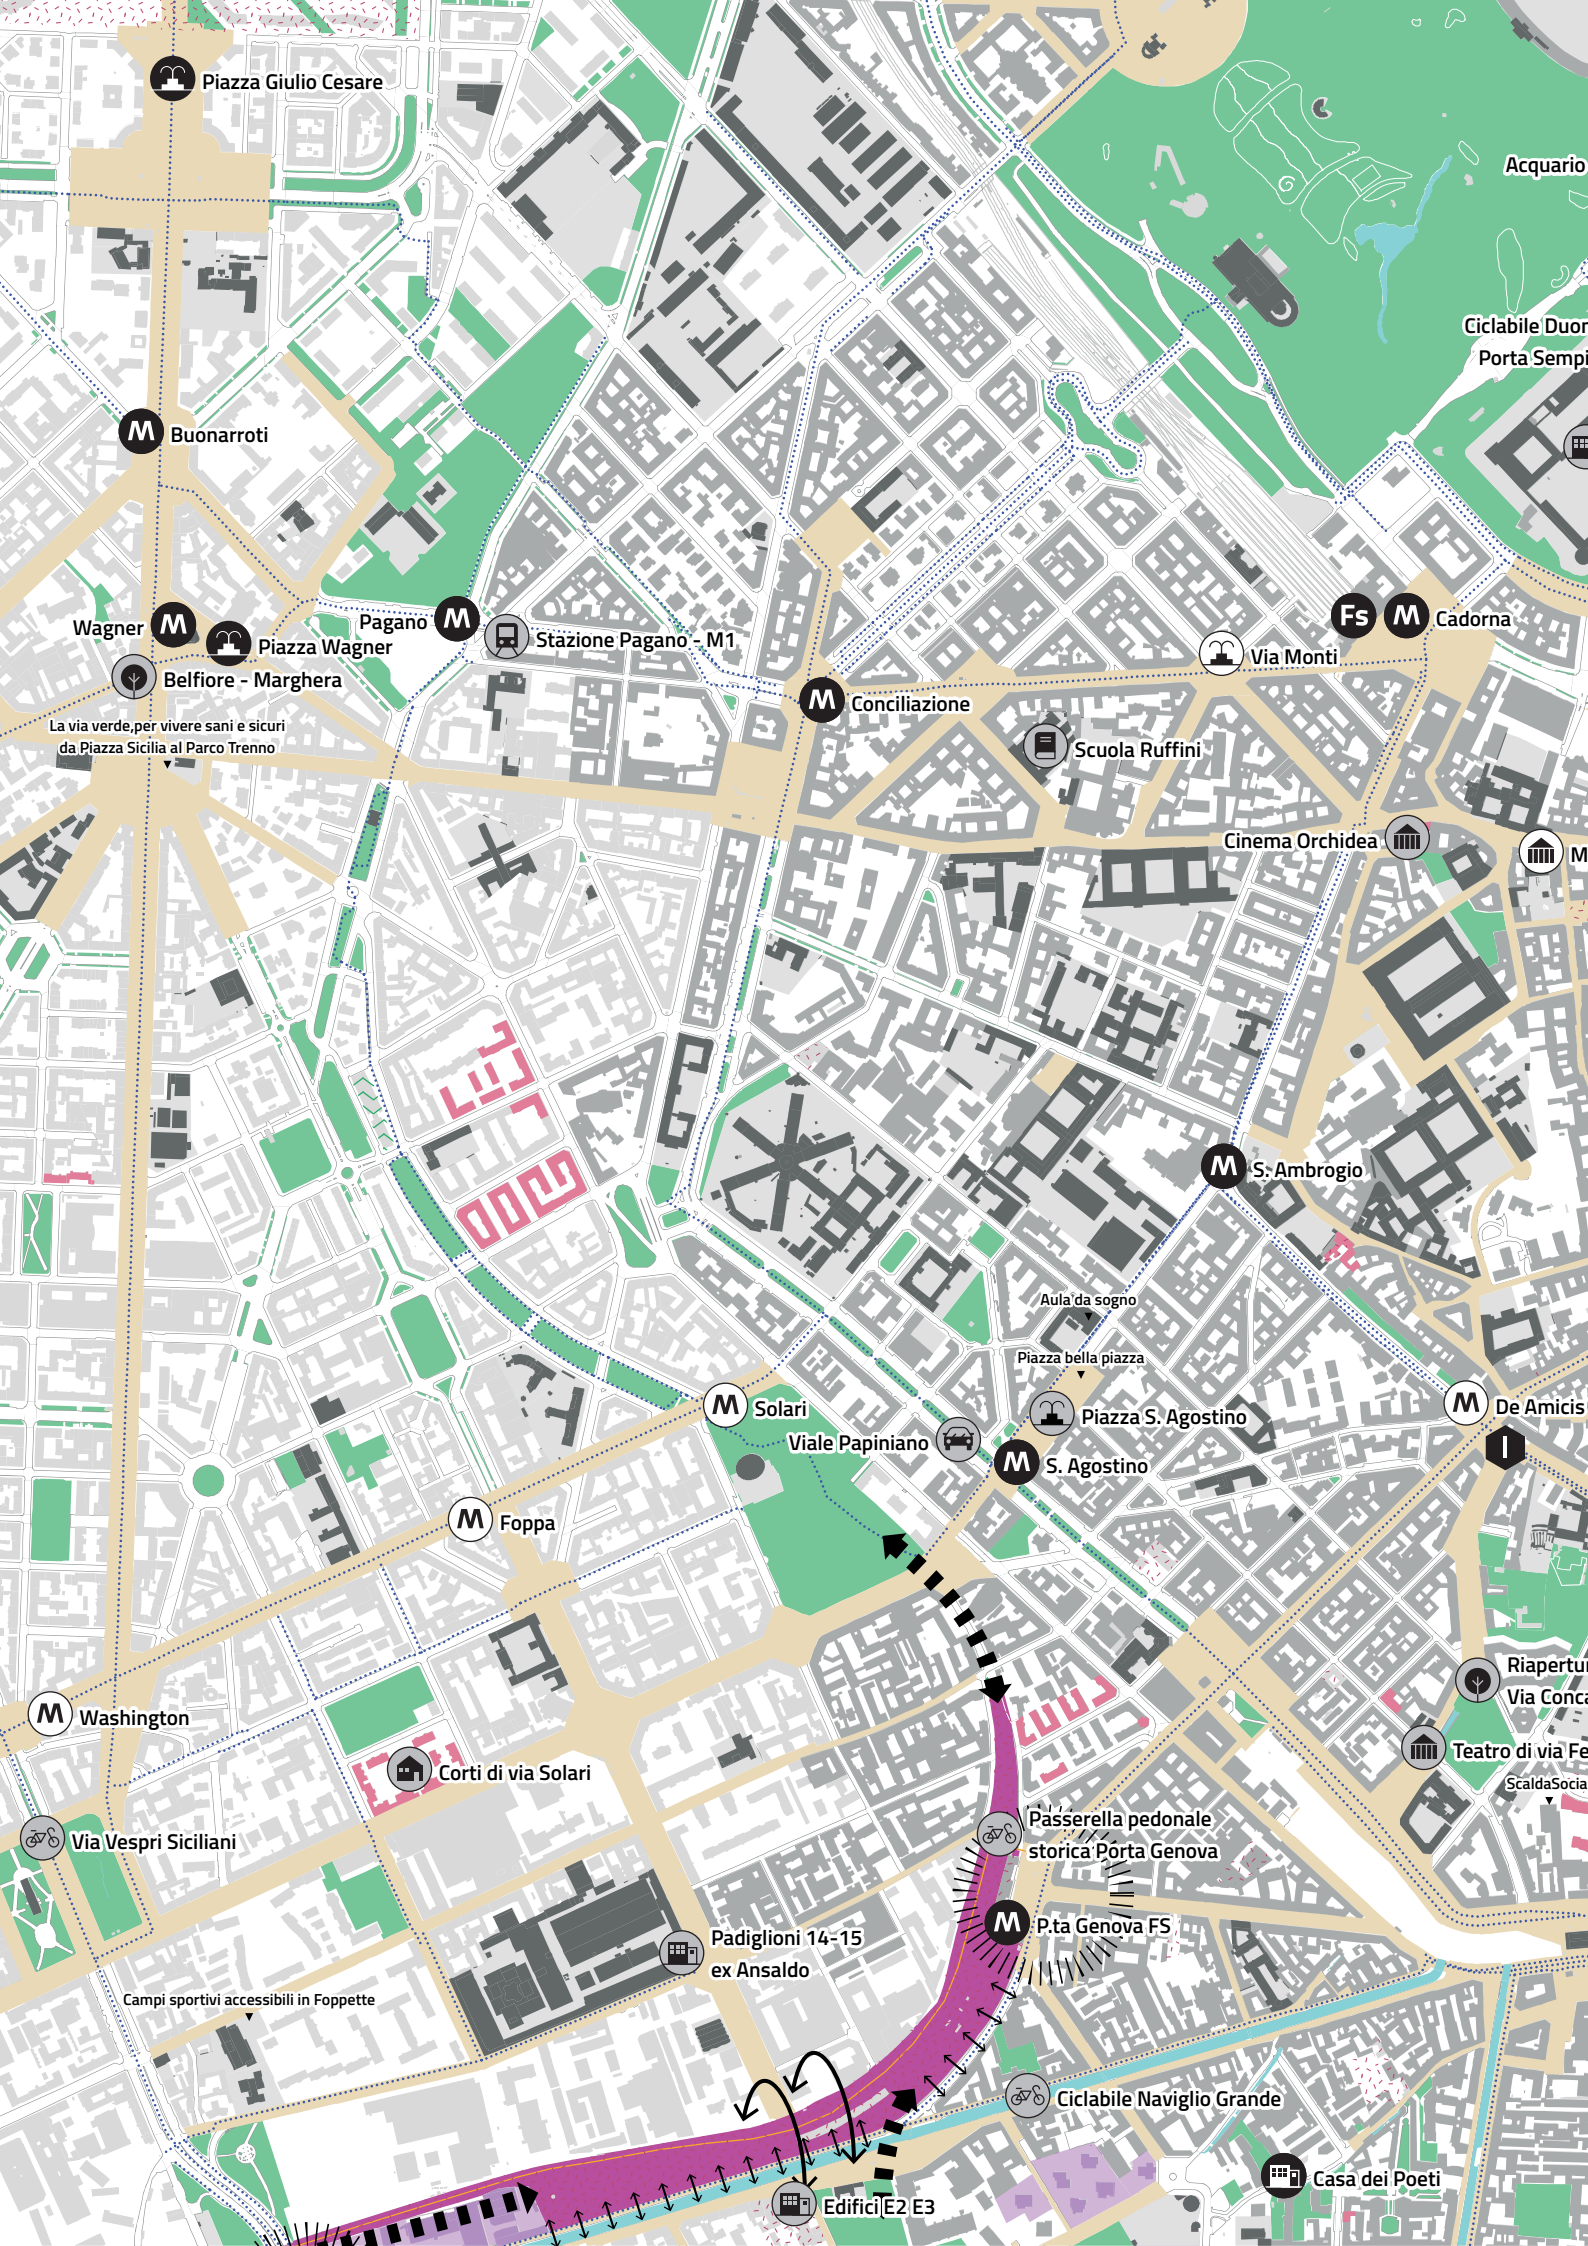 Piazza Giulio Cesare
Acquario
Ciclabile Duor
Porta Sempi
M
Buonarroti
Wagner
M
Piazza Wagner
Pagano
M
Stazione Pagano - M1
Fs
M
Cadorna
Via Monti
Belfiore - Marghera
M
Conciliazione
La via verde,per vivere sani e sicuri
da Piazza Sicilia al Parco Trenno
Scuola Ruffini
Cinema Orchidea
M
M
S. Ambrogio
Aula da sogno
Piazza bella piazza
M
Solari
Piazza S. Agostino
Viale Papiniano
M
S. Agostino
M
De Amicis
I
M
Foppa
Riapertur
Via Conca
M
Washington
Teatro di via Fe
Corti di via Solari
ScaldaSocia
Via Vespri Siciliani
Passerella pedonale
storica Porta Genova
M
P.ta Genova FS
Padiglioni 14-15
ex Ansaldo
Campi sportivi accessibili in Foppette
Ciclabile Naviglio Grande
Casa dei Poeti
Edifici E2 E3